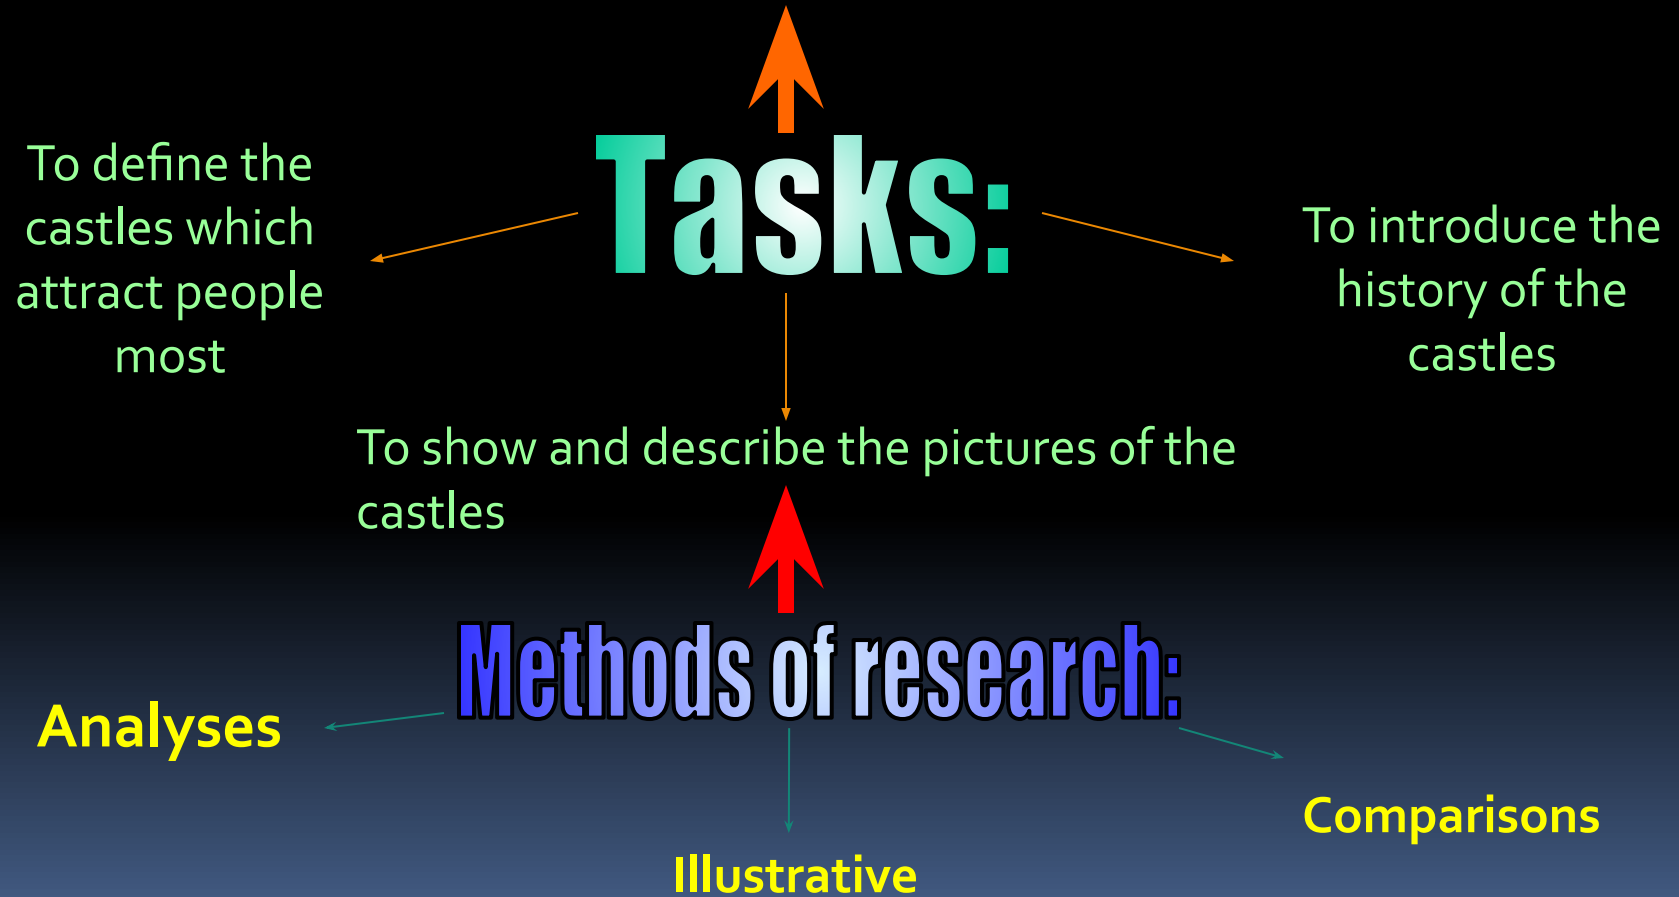 Tasks:
To define the
castles which
attract people
most
To introduce the
history of the
castles
To show and describe the pictures of the
castles
Methods of research:
Analyses
Illustrative
Comparisons